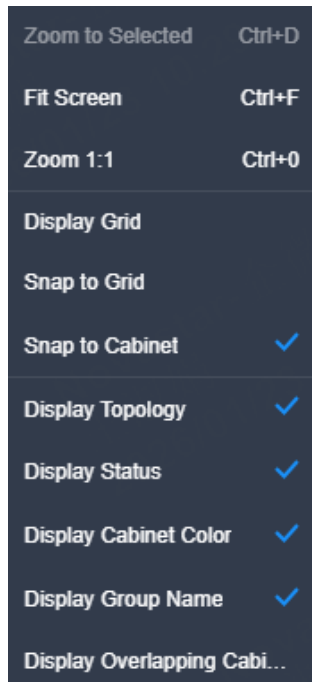 Zoom to Selected Ctrl+D
Fit Screen Ctrl+F
Zoom 1:1 Ctrl+0
Display Grid
Snap to Grid
Snap to Cabinet
Display Topology
Display Status
Display Cabinet Color
Display Group Name
Display Overlapping Cabi...